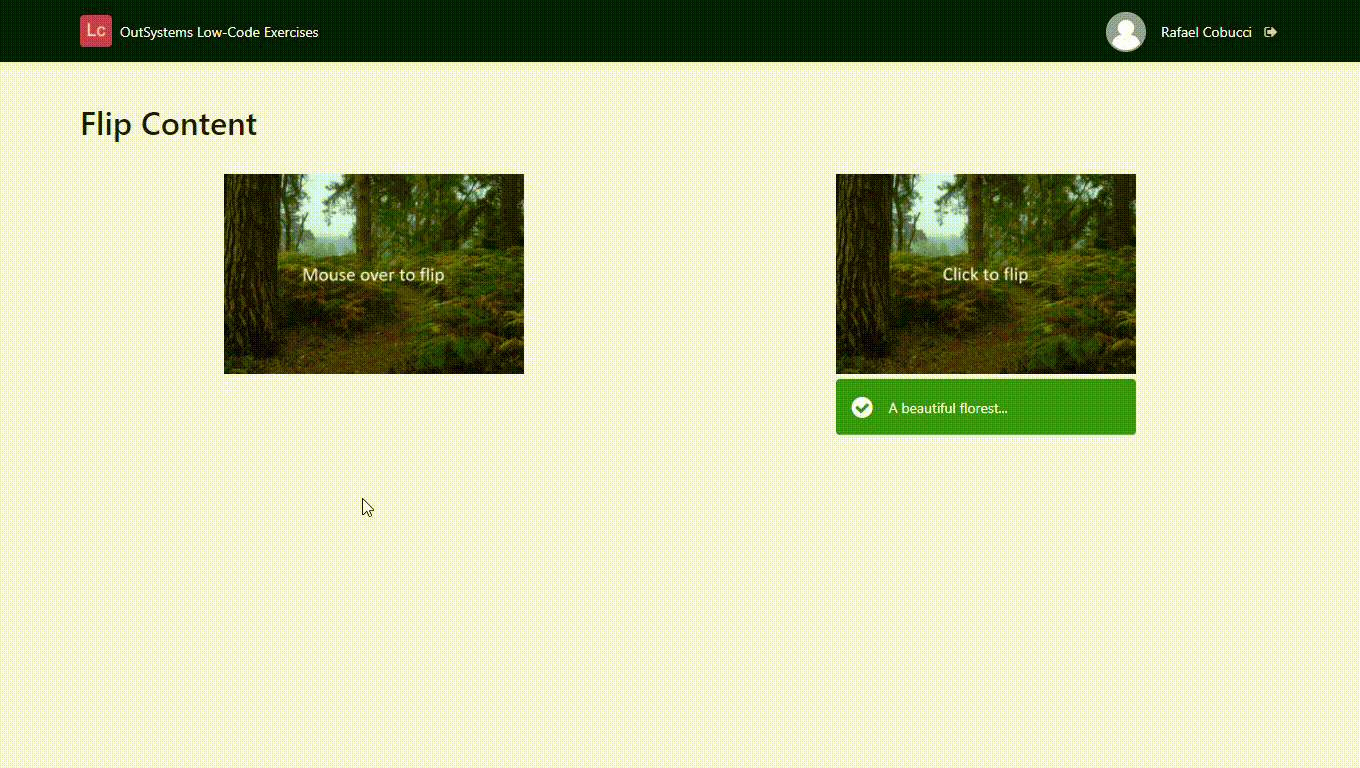 Lc OutSystems Low-Code Exercises Rafael Cobucci
Flip Content
Mouse over to flip
Click to flip
A beautiful florest...